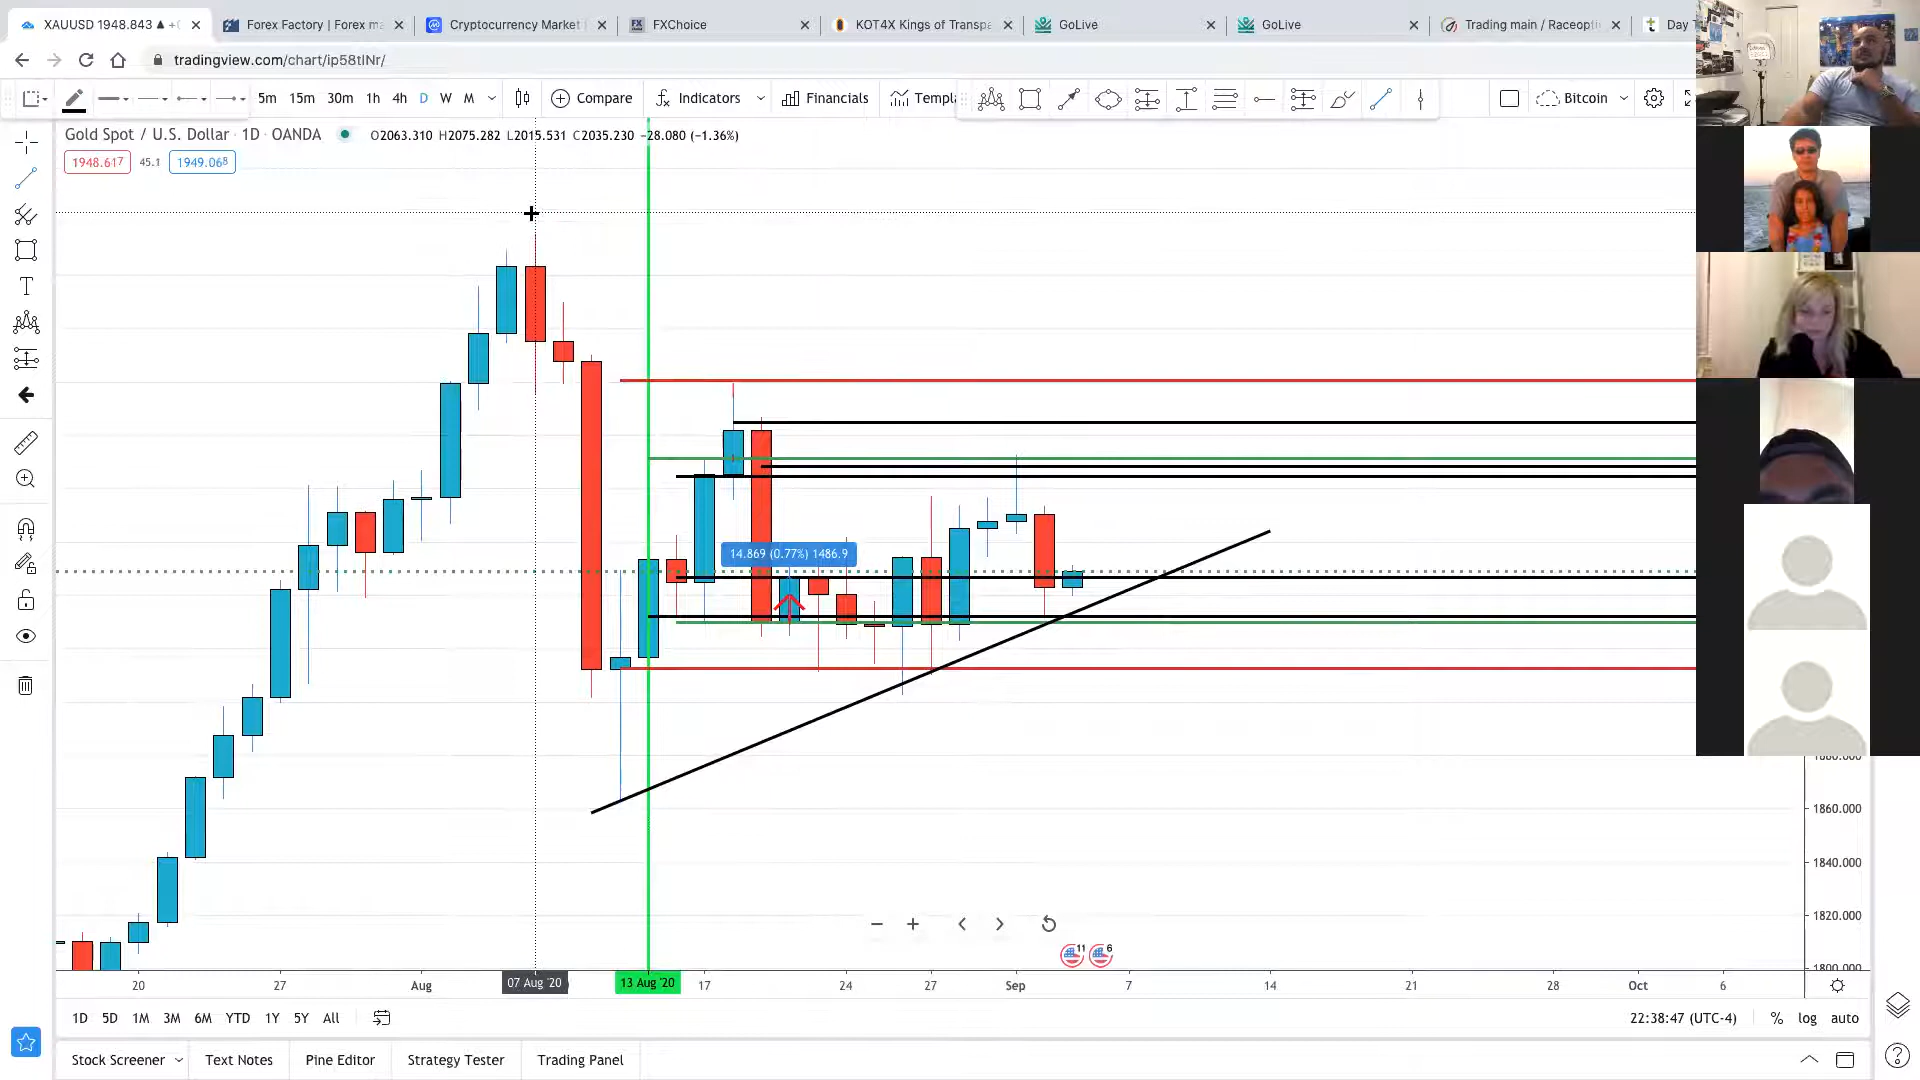 XAUUSD 1948.843 ▲ +(
Forex Factory | Forex ma
Cryptocurrency Market
FXChoice
KOT4X Kings of Transpa
GoLive
GoLive
Trading main / Raceopti
Day
tradingview.com/chart/ip58tINr/
5m 15m 30m 1h 4h D W M
Compare
Indicators
Financials
Templa
Bitcoin
Gold Spot / U.S. Dollar · 1D · OANDA
O2063.310 H2075.282 L2015.531 C2035.230 −28.080 (−1.36%)
1948.617 45.1 1949.068
14.869 (0.77%) 1486.9
1860.000
1840.000
1820.000
1800.000
11 6
20 27 Aug 07 Aug '20 13 Aug '20 17 24 27 Sep 7 14 21 28 Oct 6
1D 5D 1M 3M 6M YTD 1Y 5Y All
22:38:47 (UTC-4) % log auto
Stock Screener Text Notes Pine Editor Strategy Tester Trading Panel